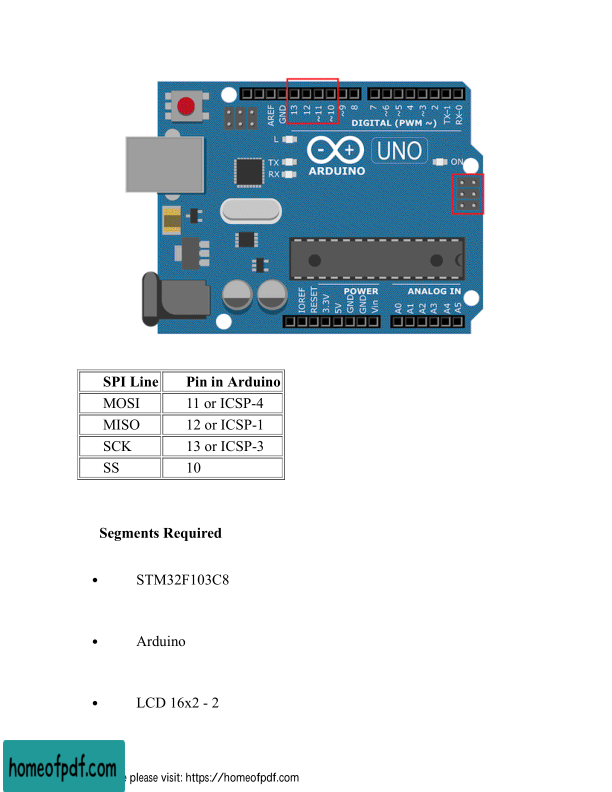 AREF
GND
13
12
~11
~10
~9
8
7
~6
~5
~4
~3
2
TX-1
RX-0
DIGITAL (PWM ~)
L
- +
UNO
TX
RX
ARDUINO
ON
POWER
ANALOG IN
IOREF
RESET
3.3V
5V
GND
GND
Vin
A0
A1
A2
A3
A4
A5
SPI Line Pin in Arduino
MOSI 11 or ICSP-4
MISO 12 or ICSP-1
SCK 13 or ICSP-3
SS 10
Segments Required
• STM32F103C8
• Arduino
• LCD 16x2 - 2
homeofpdf.com
please visit: https://homeofpdf.com